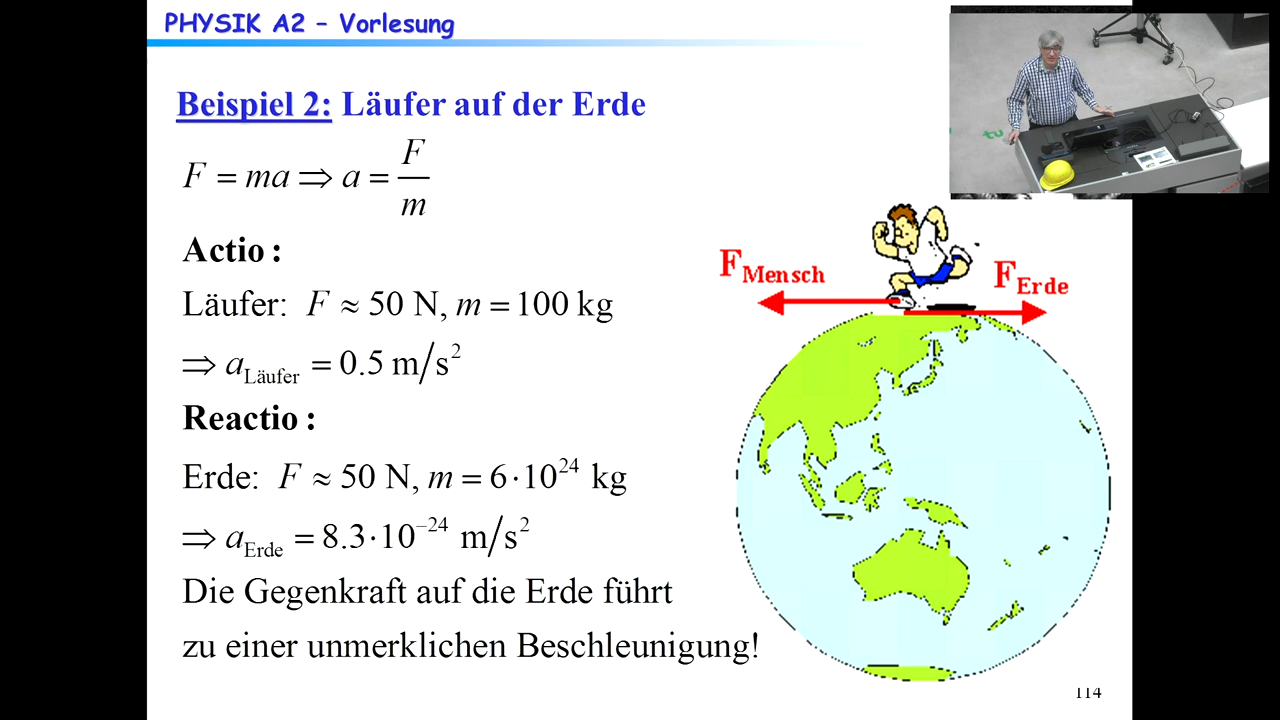 PHYSIK A2 – Vorlesung
Beispiel 2: Läufer auf der Erde
F = ma ⇒ a = F/m
Actio :
Läufer: F ≈ 50 N, m = 100 kg
⇒ a_Läufer = 0.5 m/s²
Reactio :
Erde: F ≈ 50 N, m = 6·10²⁴ kg
⇒ a_Erde = 8.3·10⁻²⁴ m/s²
Die Gegenkraft auf die Erde führt
zu einer unmerklichen Beschleunigung!
F_Mensch
F_Erde
114
tu